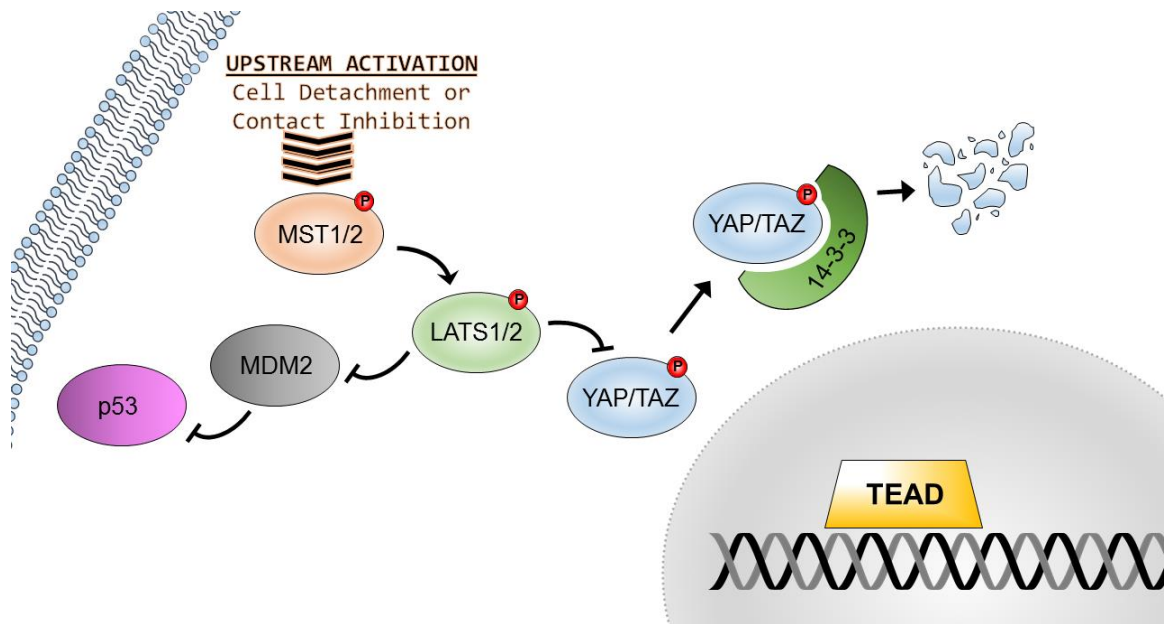 UPSTREAM ACTIVATION
Cell Detachment or
Contact Inhibition
P
MST1/2
P
LATS1/2
MDM2
p53
P
YAP/TAZ
P
YAP/TAZ
14-3-3
TEAD